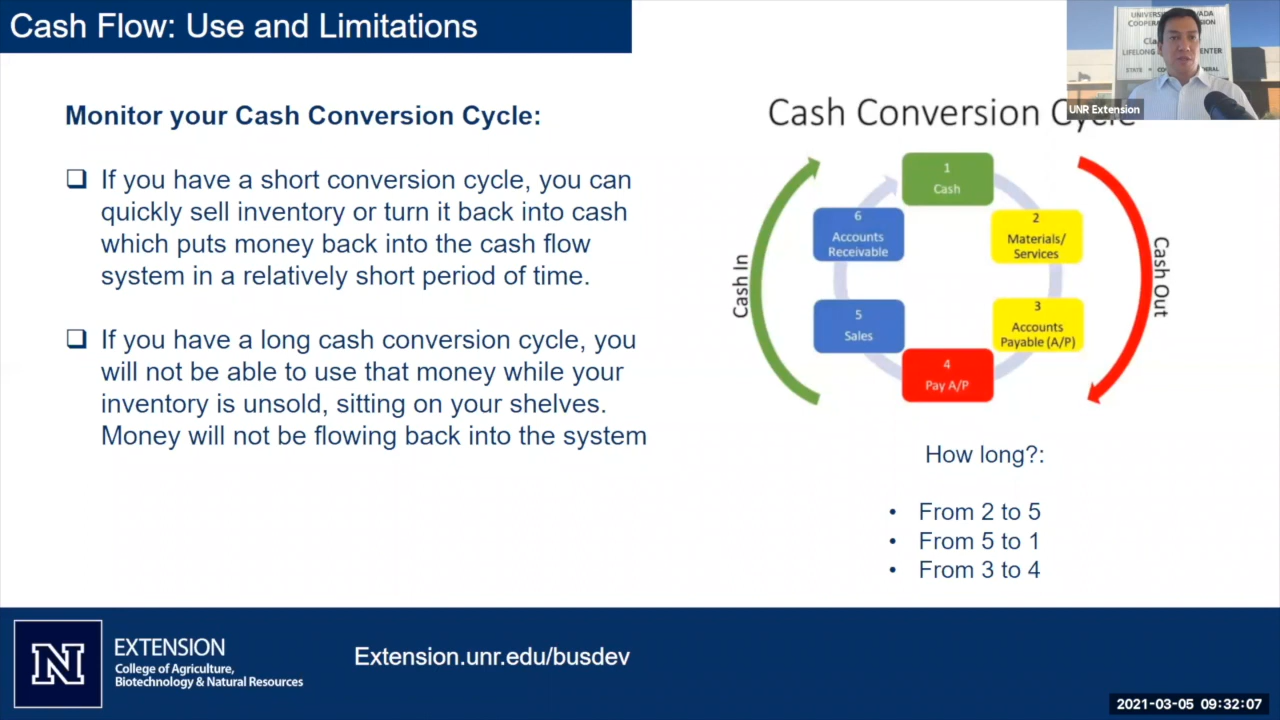 Cash Flow: Use and Limitations
Monitor your Cash Conversion Cycle:
If you have a short conversion cycle, you can
quickly sell inventory or turn it back into cash
which puts money back into the cash flow
system in a relatively short period of time.
If you have a long cash conversion cycle, you
will not be able to use that money while your
inventory is unsold, sitting on your shelves.
Money will not be flowing back into the system
Cash Conversion Cycle
1
Cash
2
Materials/
Services
3
Accounts
Payable (A/P)
4
Pay A/P
5
Sales
6
Accounts
Receivable
Cash In
Cash Out
How long?:
• From 2 to 5
• From 5 to 1
• From 3 to 4
UNR Extension
N
EXTENSION
College of Agriculture,
Biotechnology & Natural Resources
Extension.unr.edu/busdev
2021-03-05 09:32:07